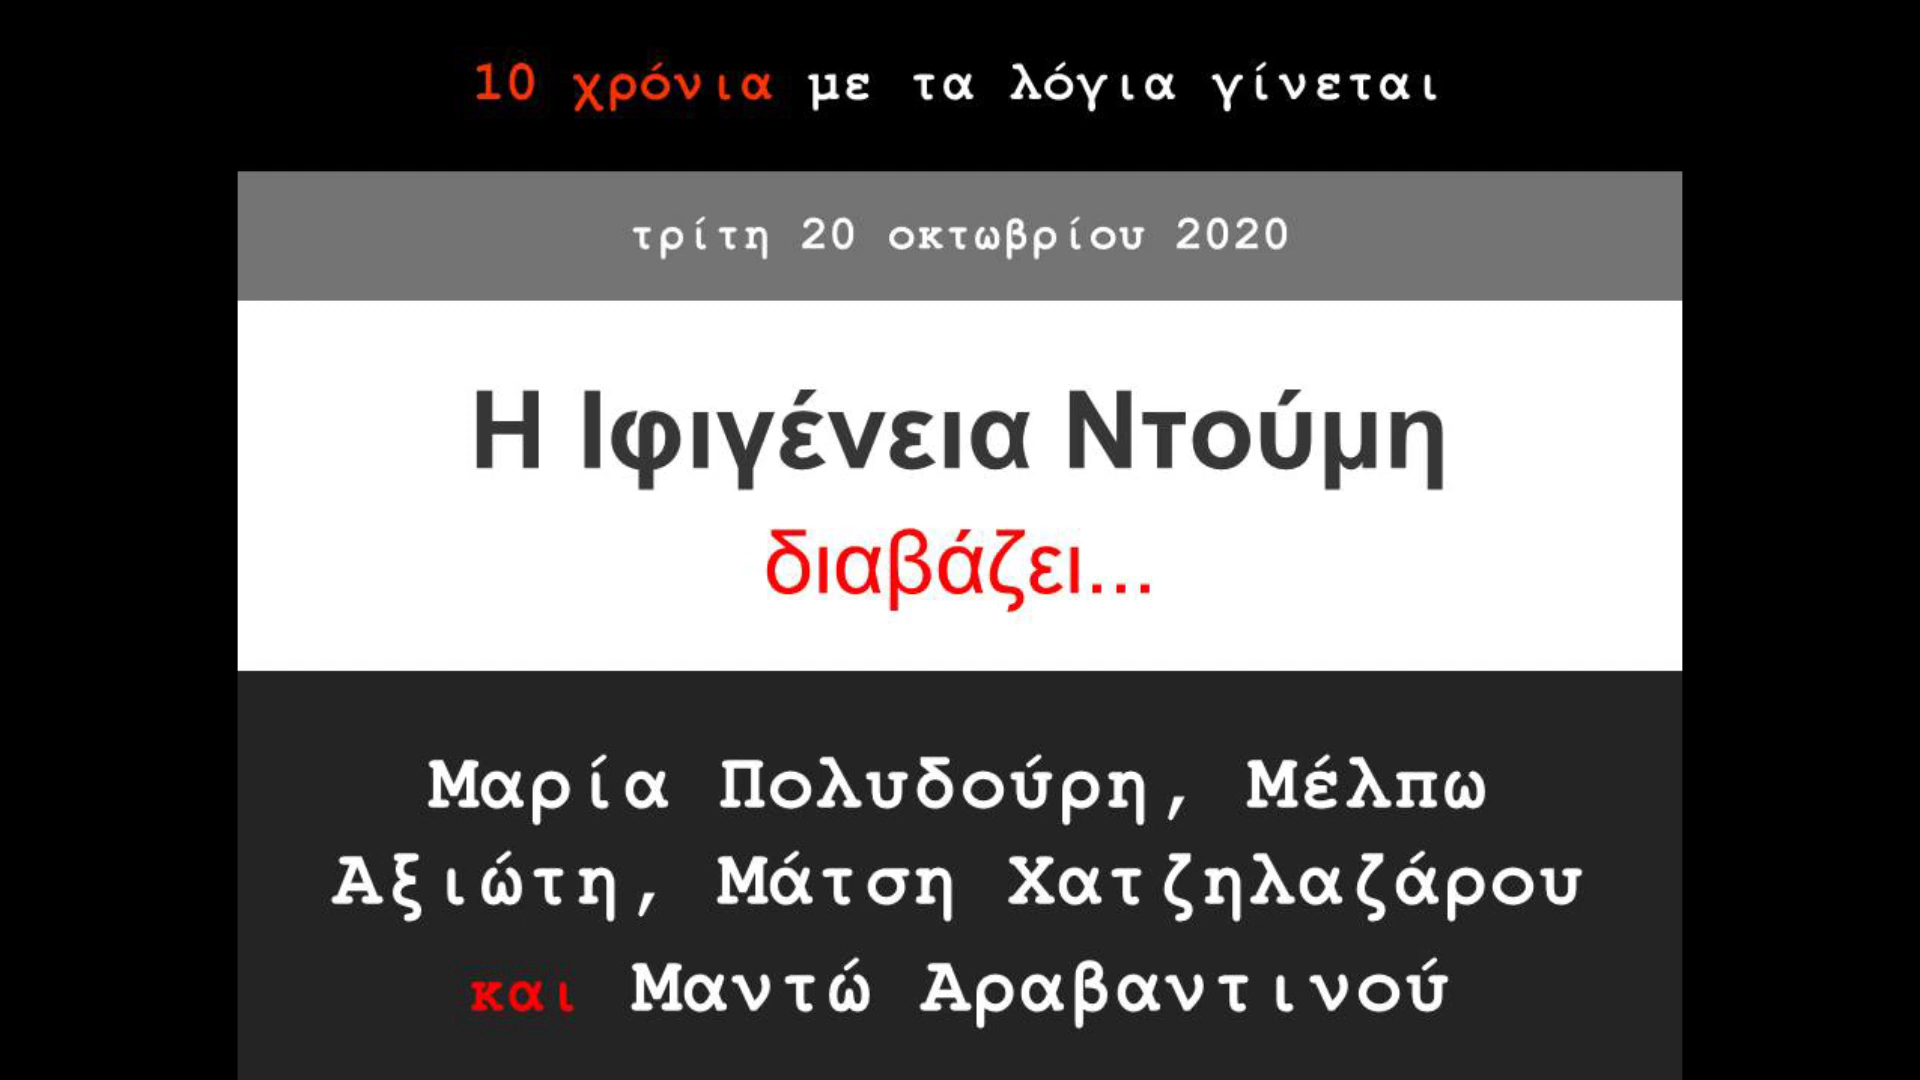 10 χρόνια με τα λόγια γίνεται
τρίτη 20 οκτωβρίου 2020
Η Ιφιγένεια Ντούμη
διαβάζει...
Μαρία Πολυδούρη, Μέλπω
Αξιώτη, Μάτση Χατζηλαζάρου
και Μαντώ Αραβαντινού